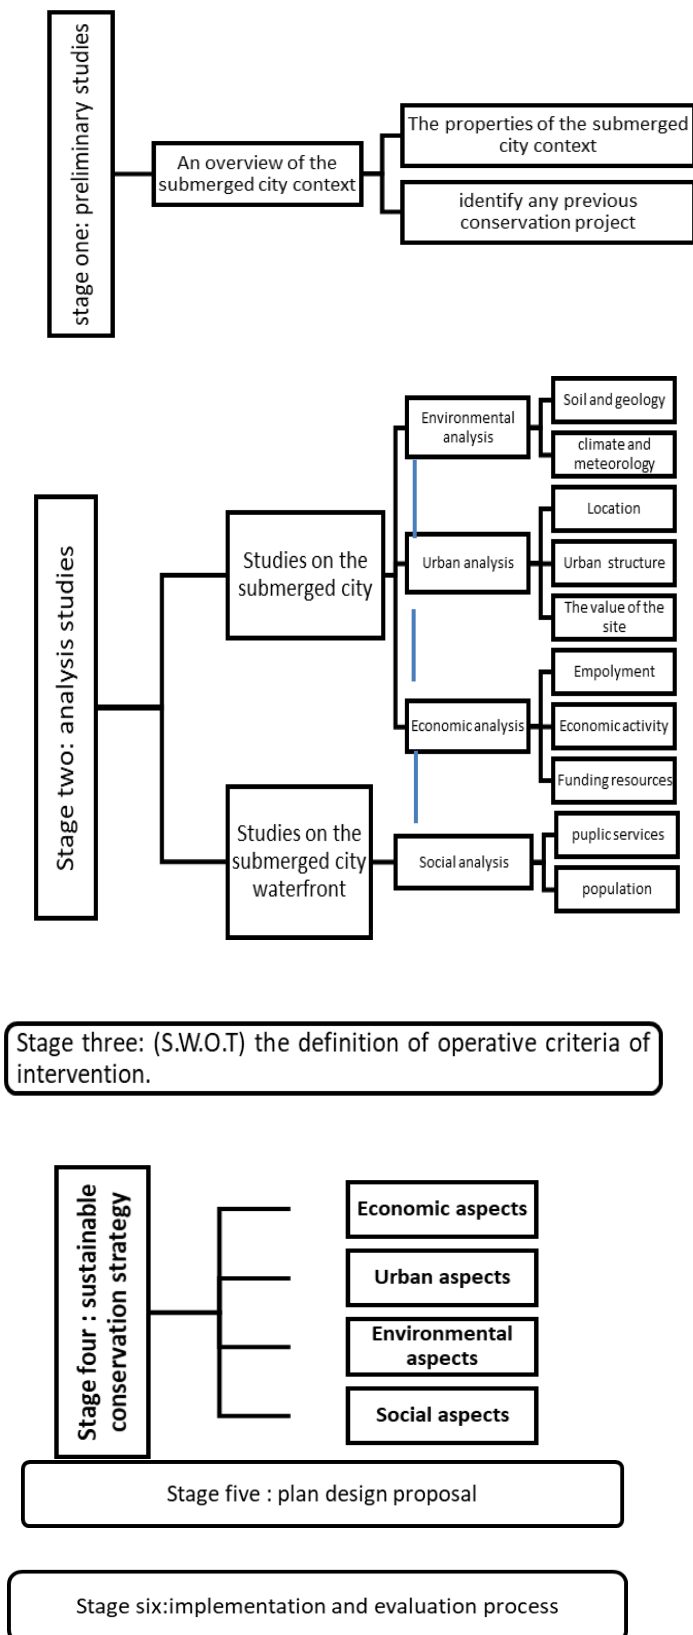 stage one: preliminary studies
An overview of the
submerged city context
The properties of the submerged
city context
identify any previous
conservation project
Stage two: analysis studies
Studies on the
submerged city
Environmental
analysis
Soil and geology
climate and
meteorology
Urban analysis
Location
Urban structure
The value of the
site
Economic analysis
Empolyment
Economic activity
Funding resources
Studies on the
submerged city
waterfront
Social analysis
puplic services
population
Stage three: (S.W.O.T) the definition of operative criteria of
intervention.
Stage four : sustainable
conservation strategy
Economic aspects
Urban aspects
Environmental
aspects
Social aspects
Stage five : plan design proposal
Stage six:implementation and evaluation process